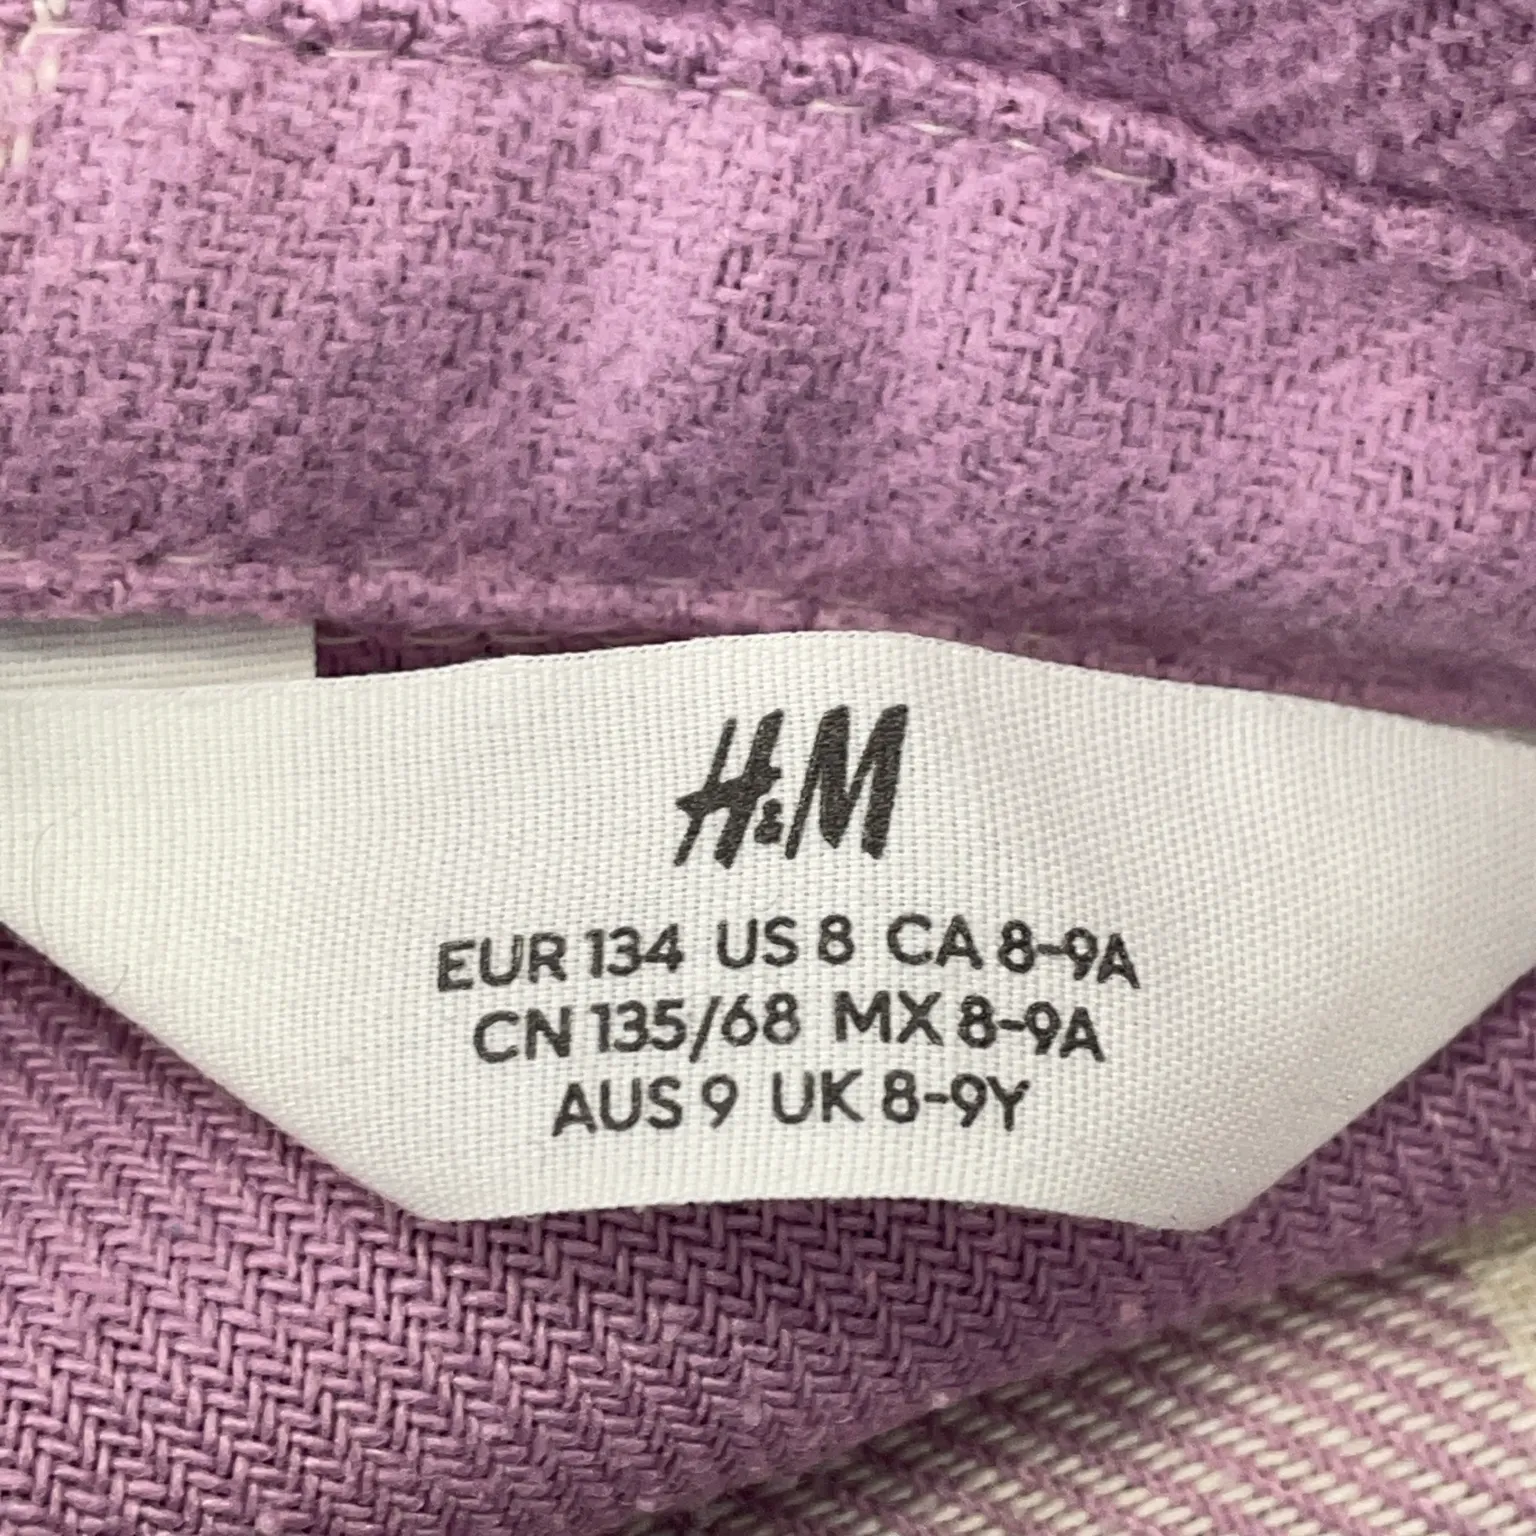 H&M
EUR 134 US 8 CA 8-9A
CN 135/68 MX 8-9A
AUS 9 UK 8-9Y